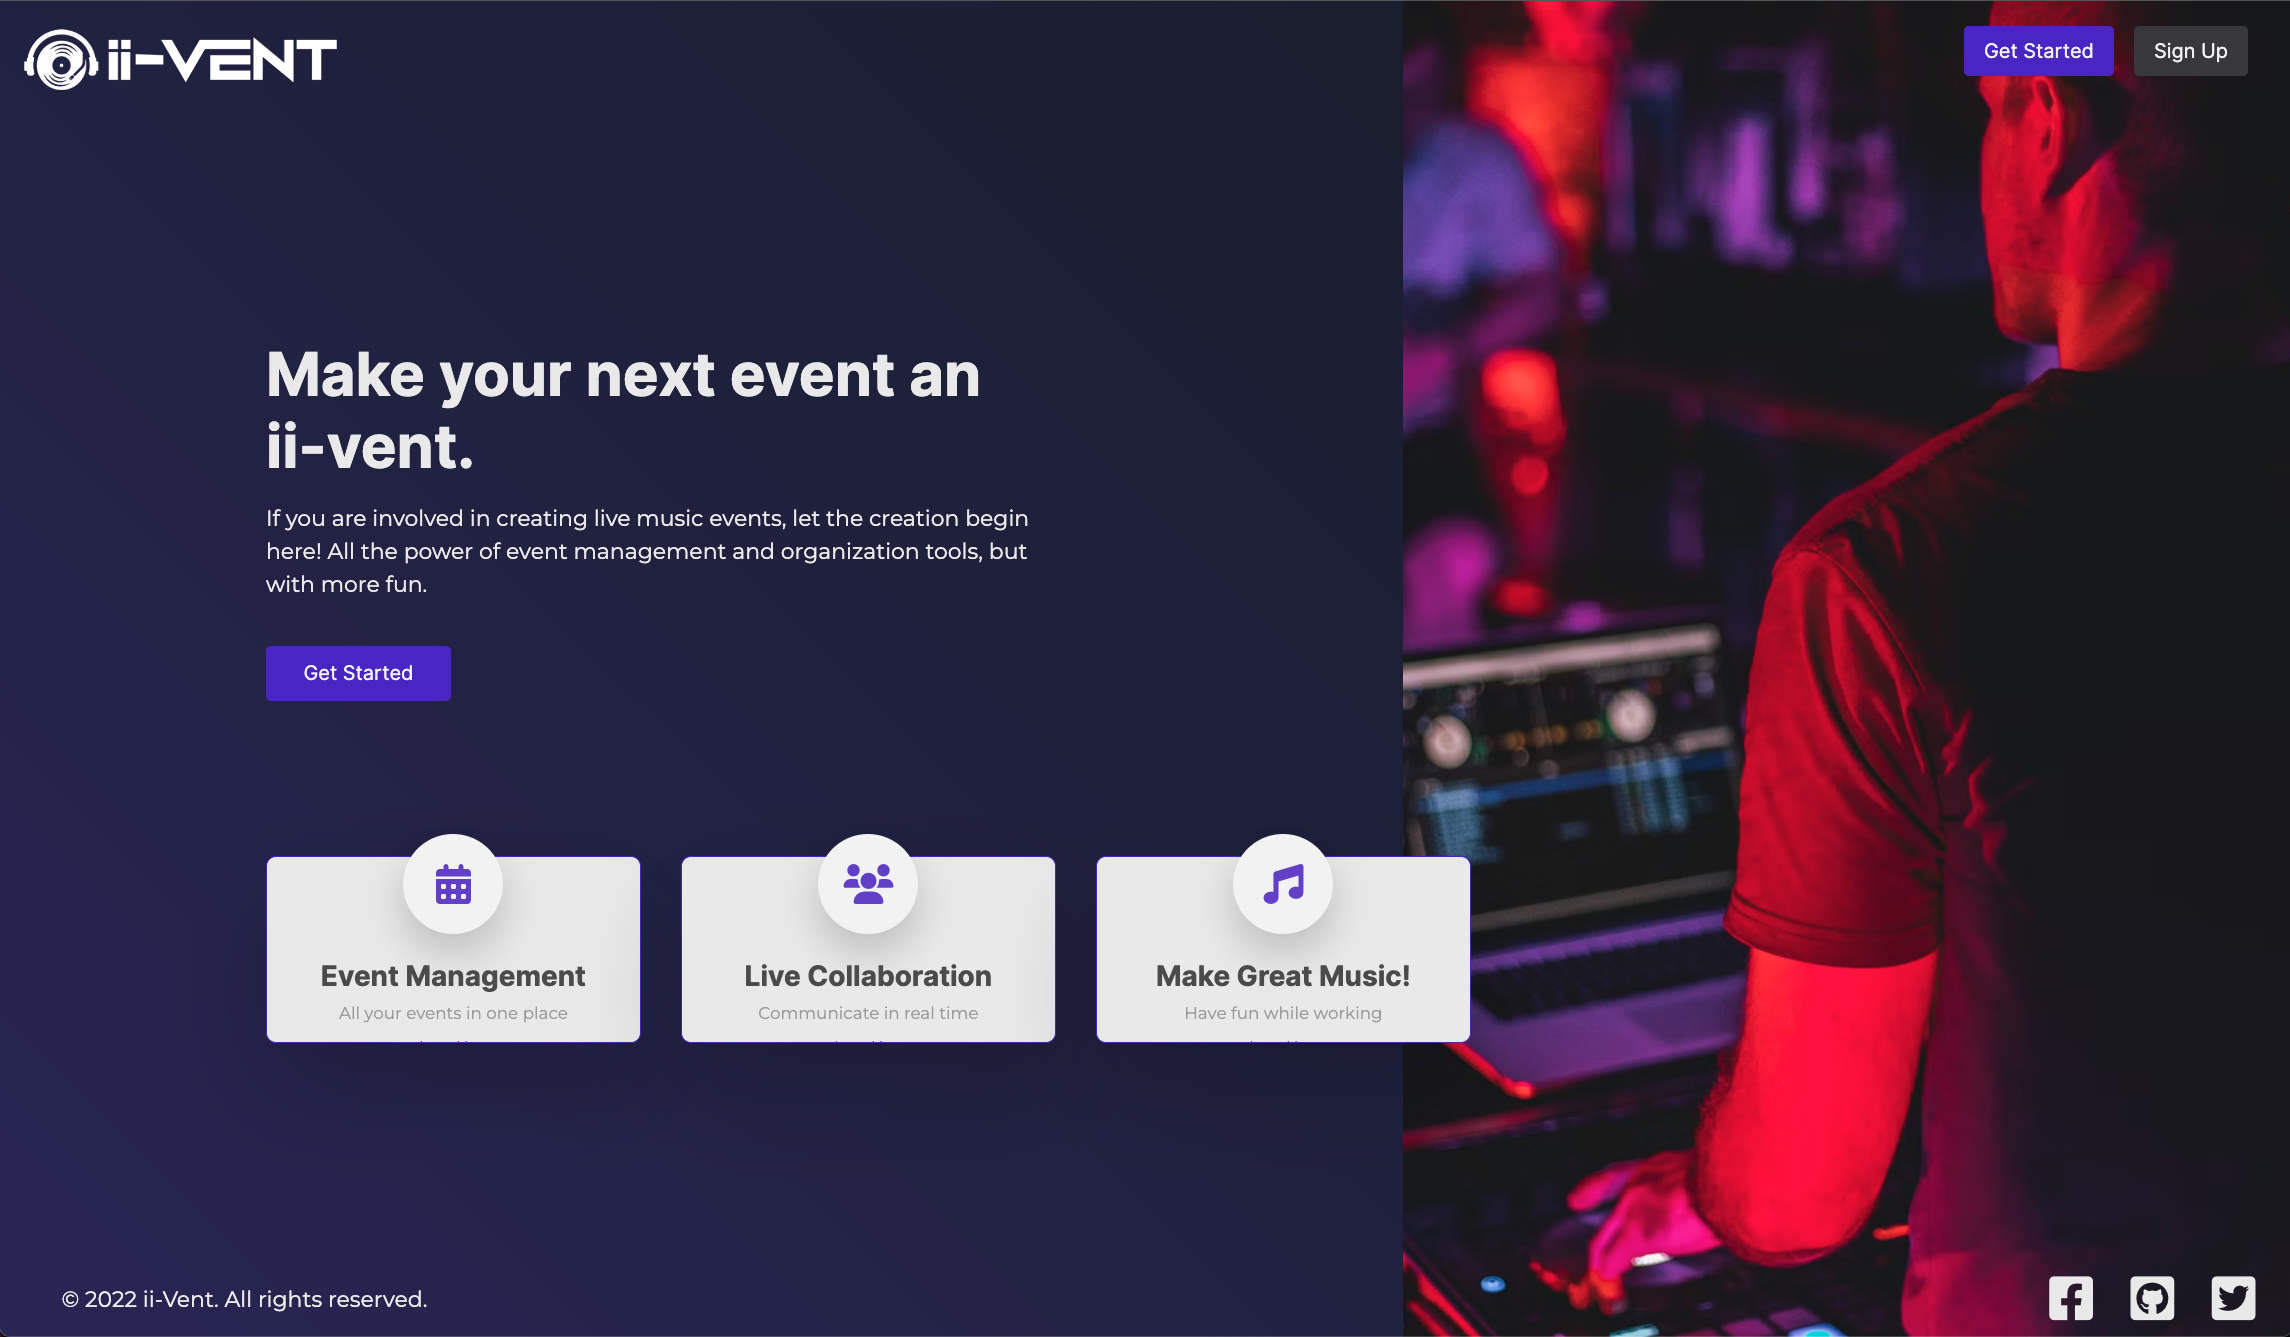 ii-VENT
Get Started
Sign Up
Make your next event an
ii-vent.
If you are involved in creating live music events, let the creation begin
here! All the power of event management and organization tools, but
with more fun.
Get Started
Event Management
All your events in one place
Live Collaboration
Communicate in real time
Make Great Music!
Have fun while working
© 2022 ii-Vent. All rights reserved.